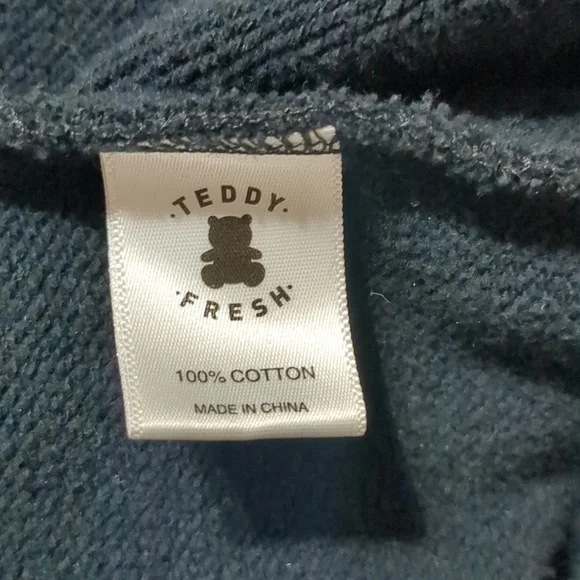 ·TEDDY·
·FRESH·
100% COTTON
MADE IN CHINA